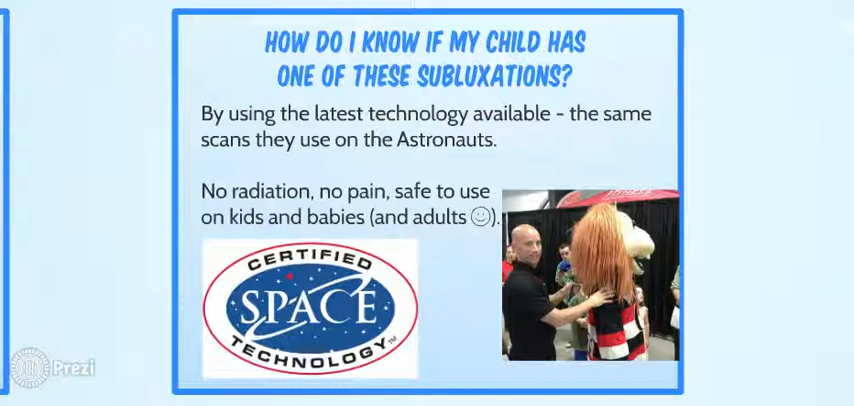 HOW DO I KNOW IF MY CHILD HAS
ONE OF THESE SUBLUXATIONS?
By using the latest technology available - the same
scans they use on the Astronauts.
No radiation, no pain, safe to use
on kids and babies (and adults ☺).
CERTIFIED
SPACE
TECHNOLOGY™
Prezi